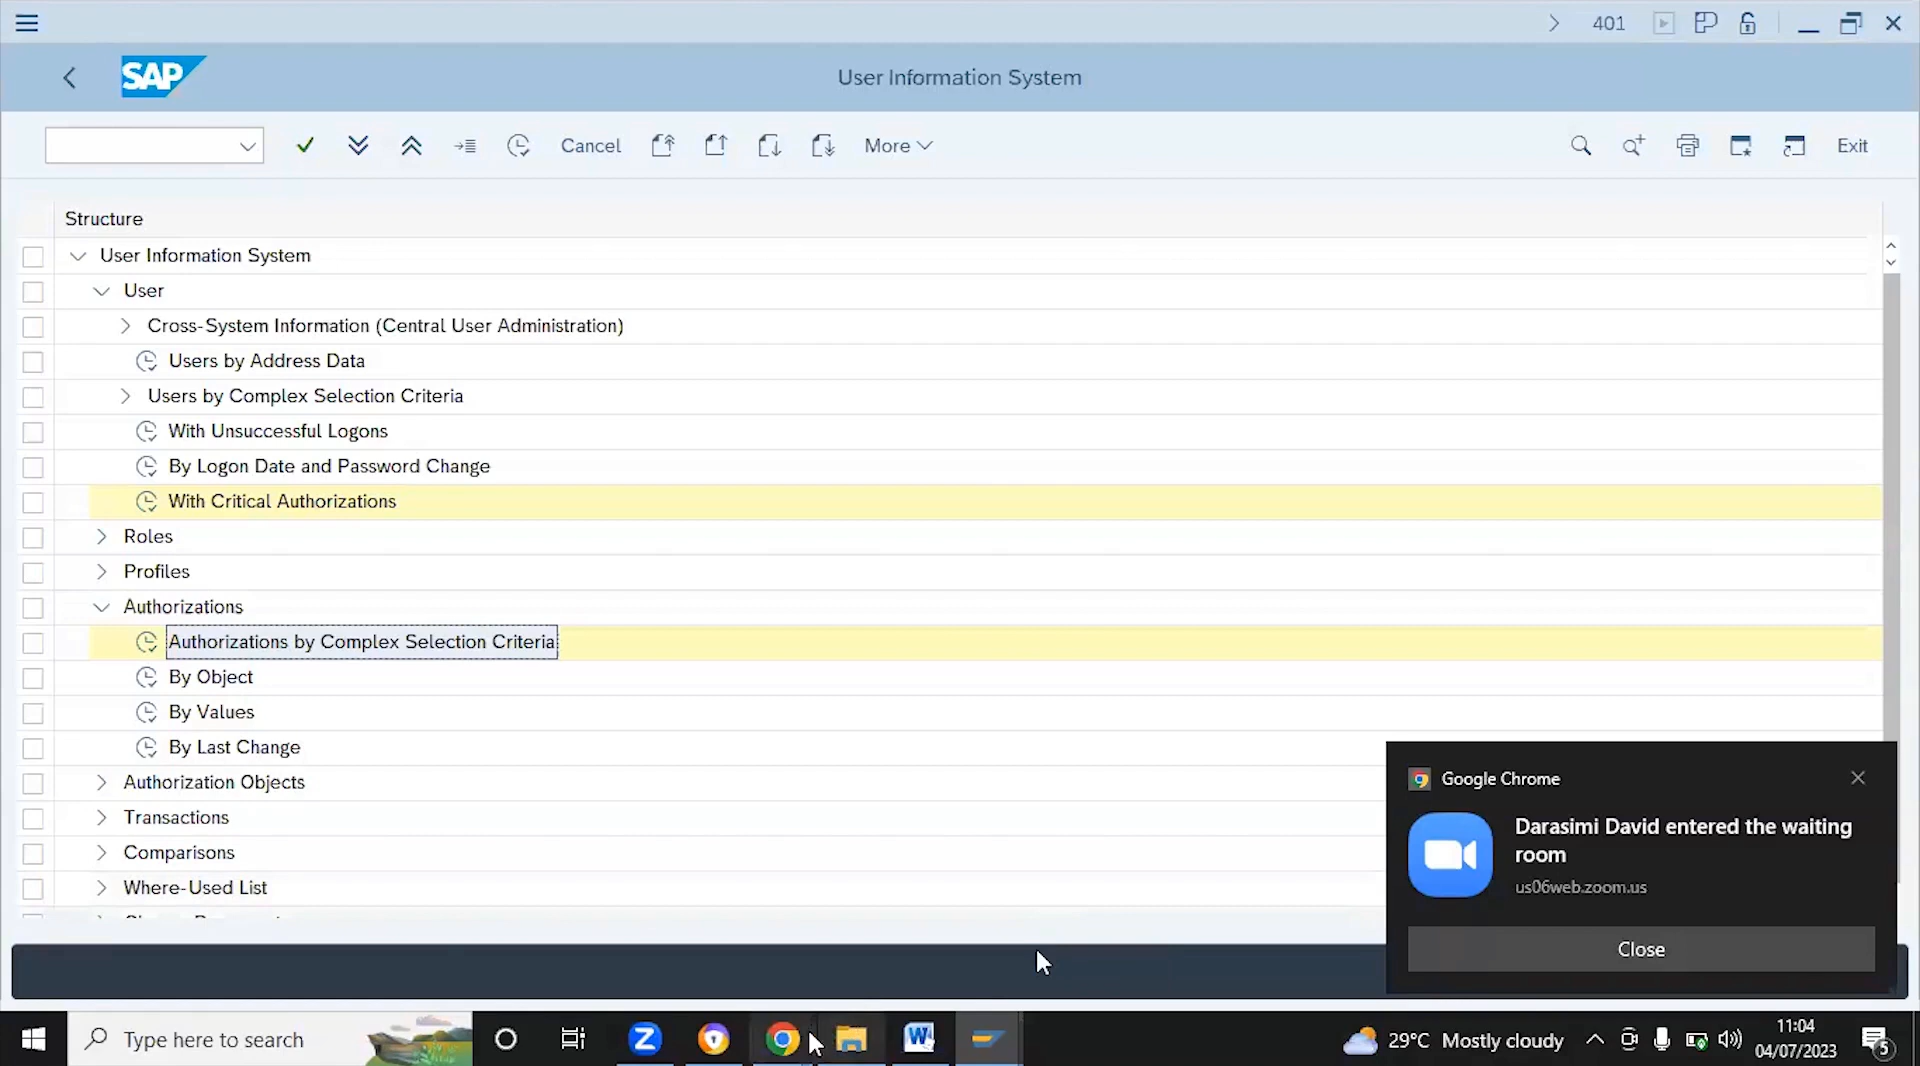 401
SAP
User Information System
Cancel
More
Exit
Structure
User Information System
User
Cross-System Information (Central User Administration)
Users by Address Data
Users by Complex Selection Criteria
With Unsuccessful Logons
By Logon Date and Password Change
With Critical Authorizations
Roles
Profiles
Authorizations
Authorizations by Complex Selection Criteria
By Object
By Values
By Last Change
Authorization Objects
Transactions
Comparisons
Where-Used List
Google Chrome
Darasimi David entered the waiting
room
us06web.zoom.us
Close
Type here to search
Z
W
29°C Mostly cloudy
11:04
04/07/2023
5